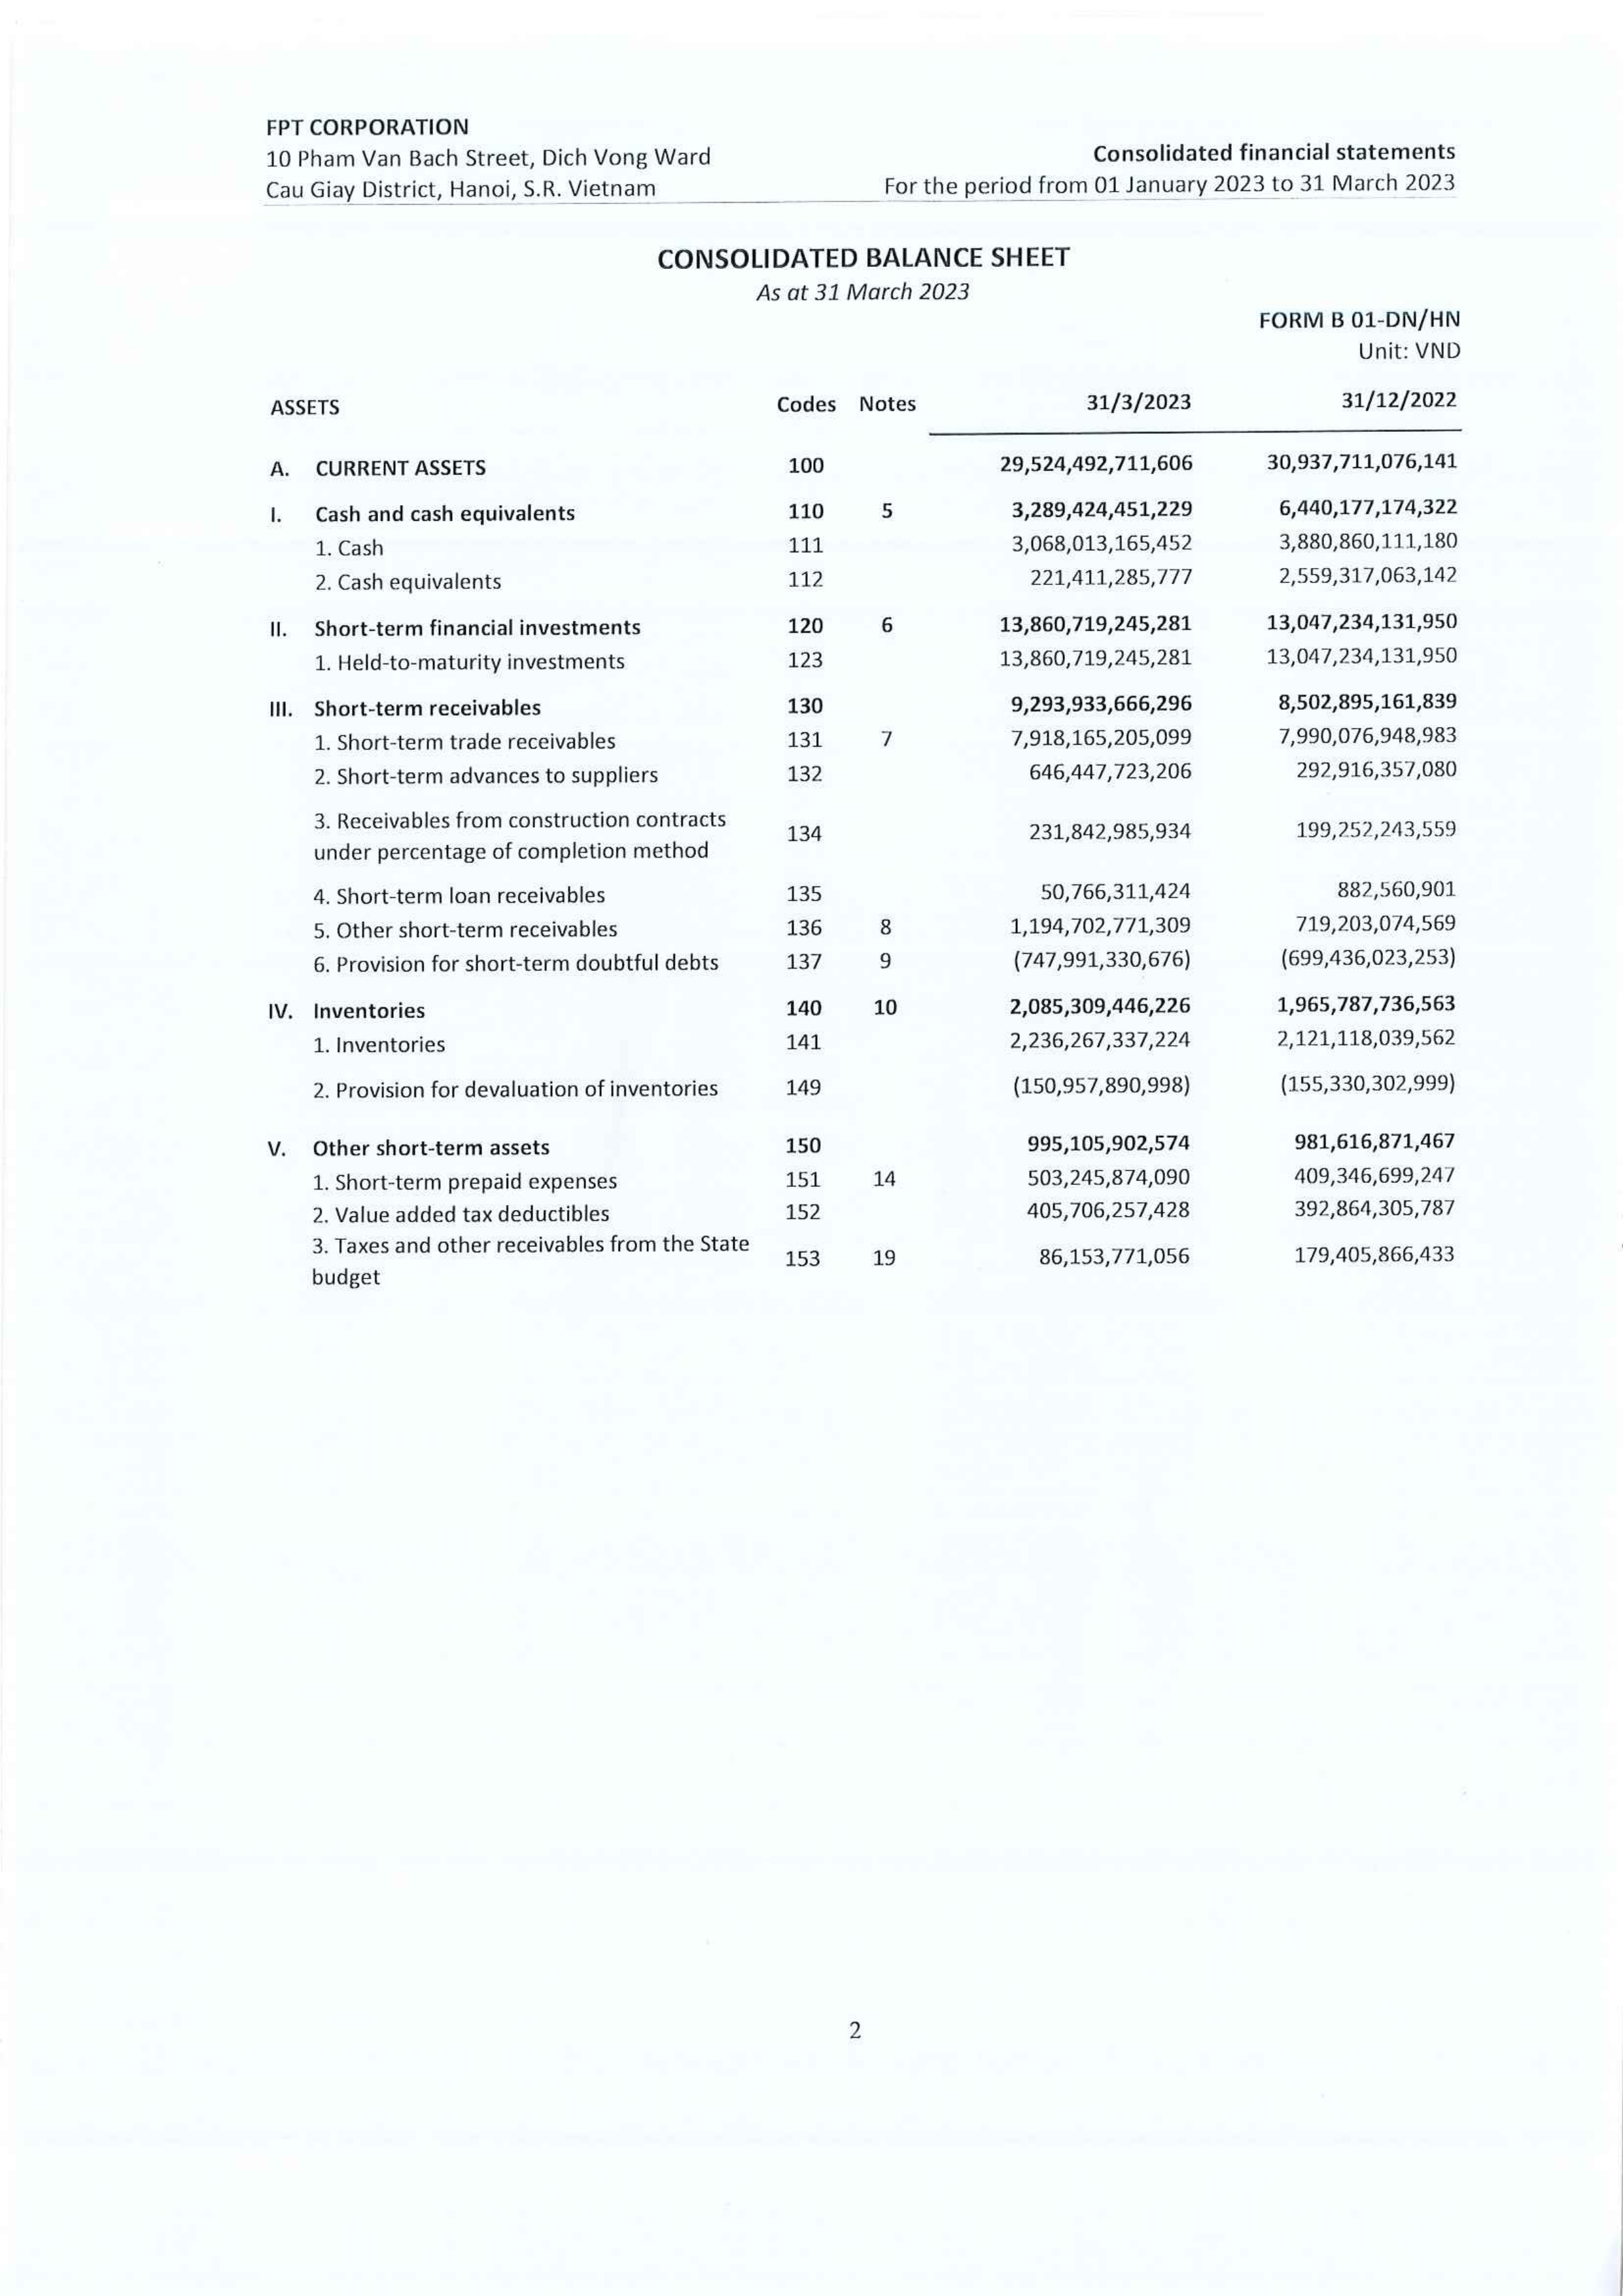 FPT CORPORATION
10 Pham Van Bach Street, Dich Vong Ward
Cau Giay District, Hanoi, S.R. Vietnam
Consolidated financial statements
For the period from 01 January 2023 to 31 March 2023
CONSOLIDATED BALANCE SHEET
As at 31 March 2023
FORM B 01-DN/HN
Unit: VND
ASSETS Codes Notes 31/3/2023 31/12/2022
A. CURRENT ASSETS 100 29,524,492,711,606 30,937,711,076,141
I. Cash and cash equivalents 110 5 3,289,424,451,229 6,440,177,174,322
1. Cash 111 3,068,013,165,452 3,880,860,111,180
2. Cash equivalents 112 221,411,285,777 2,559,317,063,142
II. Short-term financial investments 120 6 13,860,719,245,281 13,047,234,131,950
1. Held-to-maturity investments 123 13,860,719,245,281 13,047,234,131,950
III. Short-term receivables 130 9,293,933,666,296 8,502,895,161,839
1. Short-term trade receivables 131 7 7,918,165,205,099 7,990,076,948,983
2. Short-term advances to suppliers 132 646,447,723,206 292,916,357,080
3. Receivables from construction contracts
under percentage of completion method 134 231,842,985,934 199,252,243,559
4. Short-term loan receivables 135 50,766,311,424 882,560,901
5. Other short-term receivables 136 8 1,194,702,771,309 719,203,074,569
6. Provision for short-term doubtful debts 137 9 (747,991,330,676) (699,436,023,253)
IV. Inventories 140 10 2,085,309,446,226 1,965,787,736,563
1. Inventories 141 2,236,267,337,224 2,121,118,039,562
2. Provision for devaluation of inventories 149 (150,957,890,998) (155,330,302,999)
V. Other short-term assets 150 995,105,902,574 981,616,871,467
1. Short-term prepaid expenses 151 14 503,245,874,090 409,346,699,247
2. Value added tax deductibles 152 405,706,257,428 392,864,305,787
3. Taxes and other receivables from the State
budget 153 19 86,153,771,056 179,405,866,433
2